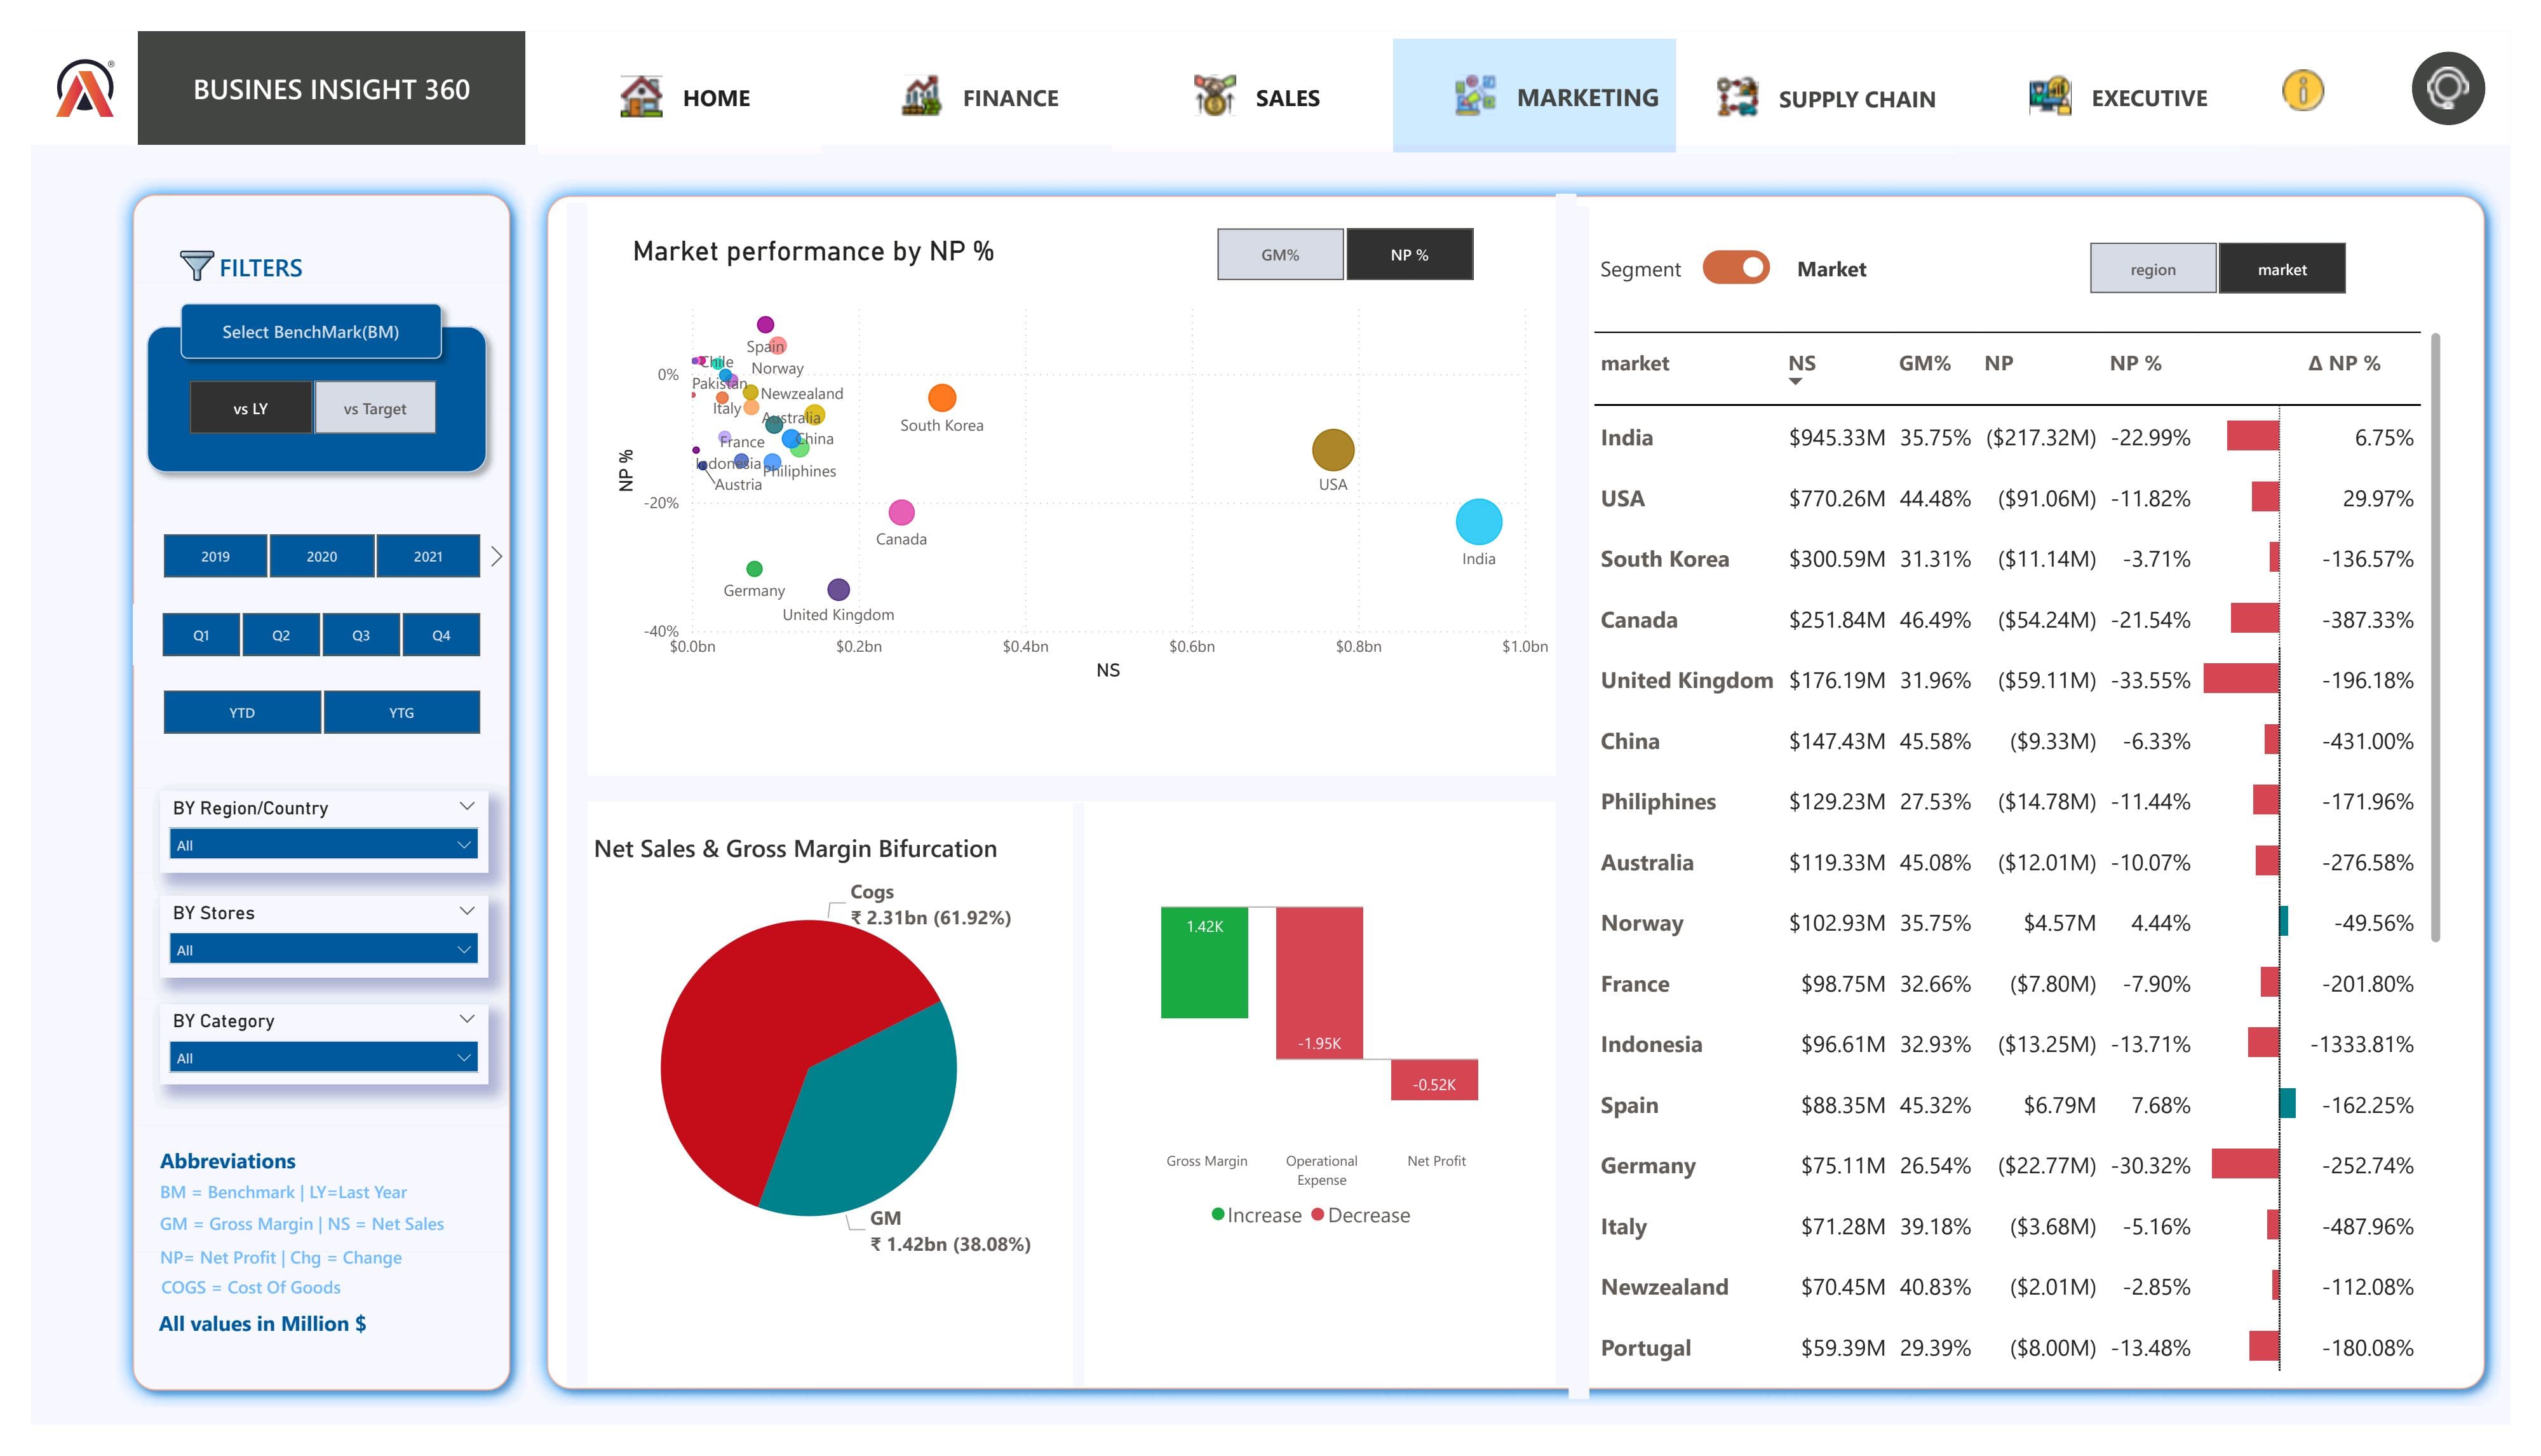 BUSINES INSIGHT 360
HOME
FINANCE
SALES
MARKETING
SUPPLY CHAIN
EXECUTIVE
FILTERS
Select BenchMark(BM)
vs LY
vs Target
2019
2020
2021
Q1
Q2
Q3
Q4
YTD
YTG
BY Region/Country
All
BY Stores
All
BY Category
All
Abbreviations
BM = Benchmark | LY=Last Year
GM = Gross Margin | NS = Net Sales
NP= Net Profit | Chg = Change
COGS = Cost Of Goods
All values in Million $
Market performance by NP %
GM%
NP %
NP %
0%
-20%
-40%
Spain
Chile
Norway
Pakistan
Newzealand
Italy
Australia
South Korea
France
China
Indonesia
Philiphines
Austria
USA
Canada
India
Germany
United Kingdom
$0.0bn
$0.2bn
$0.4bn
$0.6bn
$0.8bn
$1.0bn
NS
Net Sales & Gross Margin Bifurcation
Cogs
₹ 2.31bn (61.92%)
GM
₹ 1.42bn (38.08%)
1.42K
-1.95K
-0.52K
Gross Margin
Operational
Expense
Net Profit
Increase
Decrease
Segment
Market
region
market
market NS GM% NP NP % Δ NP %
India $945.33M 35.75% ($217.32M) -22.99% 6.75%
USA $770.26M 44.48% ($91.06M) -11.82% 29.97%
South Korea $300.59M 31.31% ($11.14M) -3.71% -136.57%
Canada $251.84M 46.49% ($54.24M) -21.54% -387.33%
United Kingdom $176.19M 31.96% ($59.11M) -33.55% -196.18%
China $147.43M 45.58% ($9.33M) -6.33% -431.00%
Philiphines $129.23M 27.53% ($14.78M) -11.44% -171.96%
Australia $119.33M 45.08% ($12.01M) -10.07% -276.58%
Norway $102.93M 35.75% $4.57M 4.44% -49.56%
France $98.75M 32.66% ($7.80M) -7.90% -201.80%
Indonesia $96.61M 32.93% ($13.25M) -13.71% -1333.81%
Spain $88.35M 45.32% $6.79M 7.68% -162.25%
Germany $75.11M 26.54% ($22.77M) -30.32% -252.74%
Italy $71.28M 39.18% ($3.68M) -5.16% -487.96%
Newzealand $70.45M 40.83% ($2.01M) -2.85% -112.08%
Portugal $59.39M 29.39% ($8.00M) -13.48% -180.08%